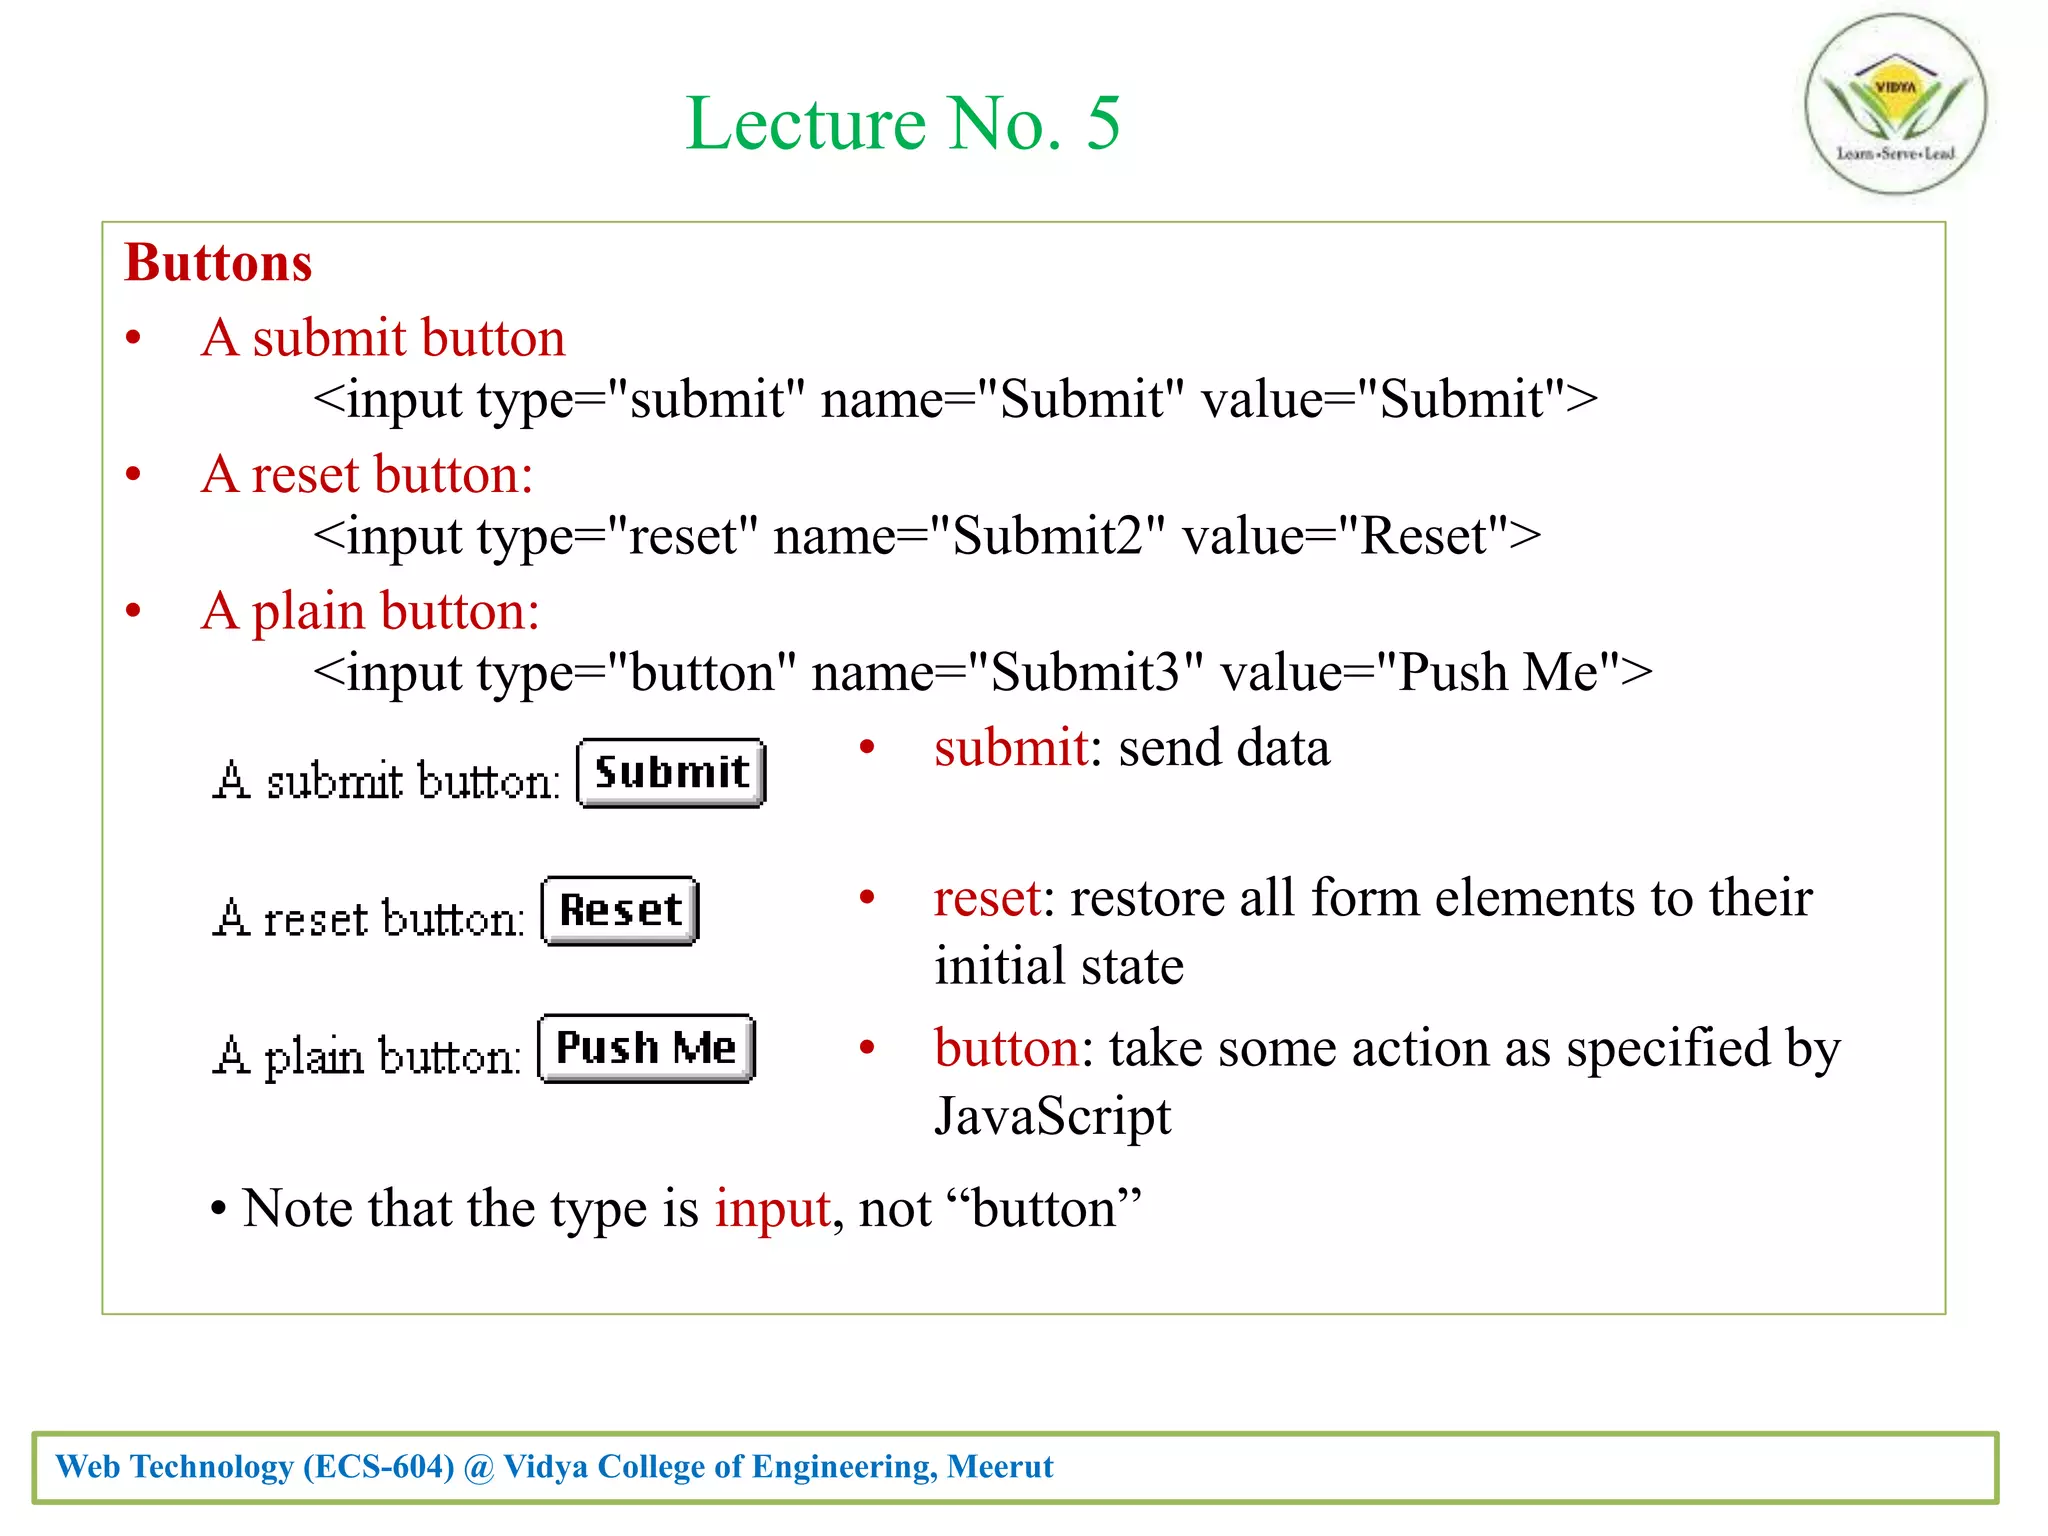 Lecture No. 5
VIDYA
Learn•Serve•Lead
Buttons
• A submit button
<input type="submit" name="Submit" value="Submit">
• A reset button:
<input type="reset" name="Submit2" value="Reset">
• A plain button:
<input type="button" name="Submit3" value="Push Me">
A submit button: Submit
• submit: send data
A reset button: Reset
• reset: restore all form elements to their
initial state
A plain button: Push Me
• button: take some action as specified by
JavaScript
• Note that the type is input, not “button”
Web Technology (ECS-604) @ Vidya College of Engineering, Meerut